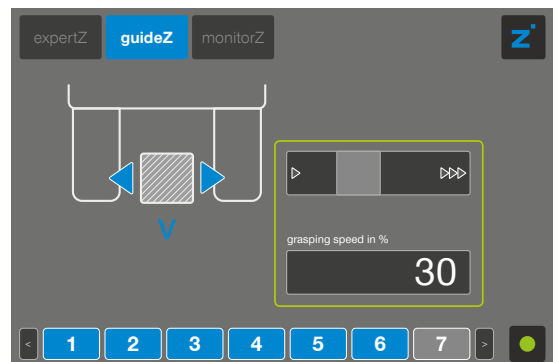 expertZ guideZ monitorZ Z
V
grasping speed in %
30
< 1 2 3 4 5 6 7 >